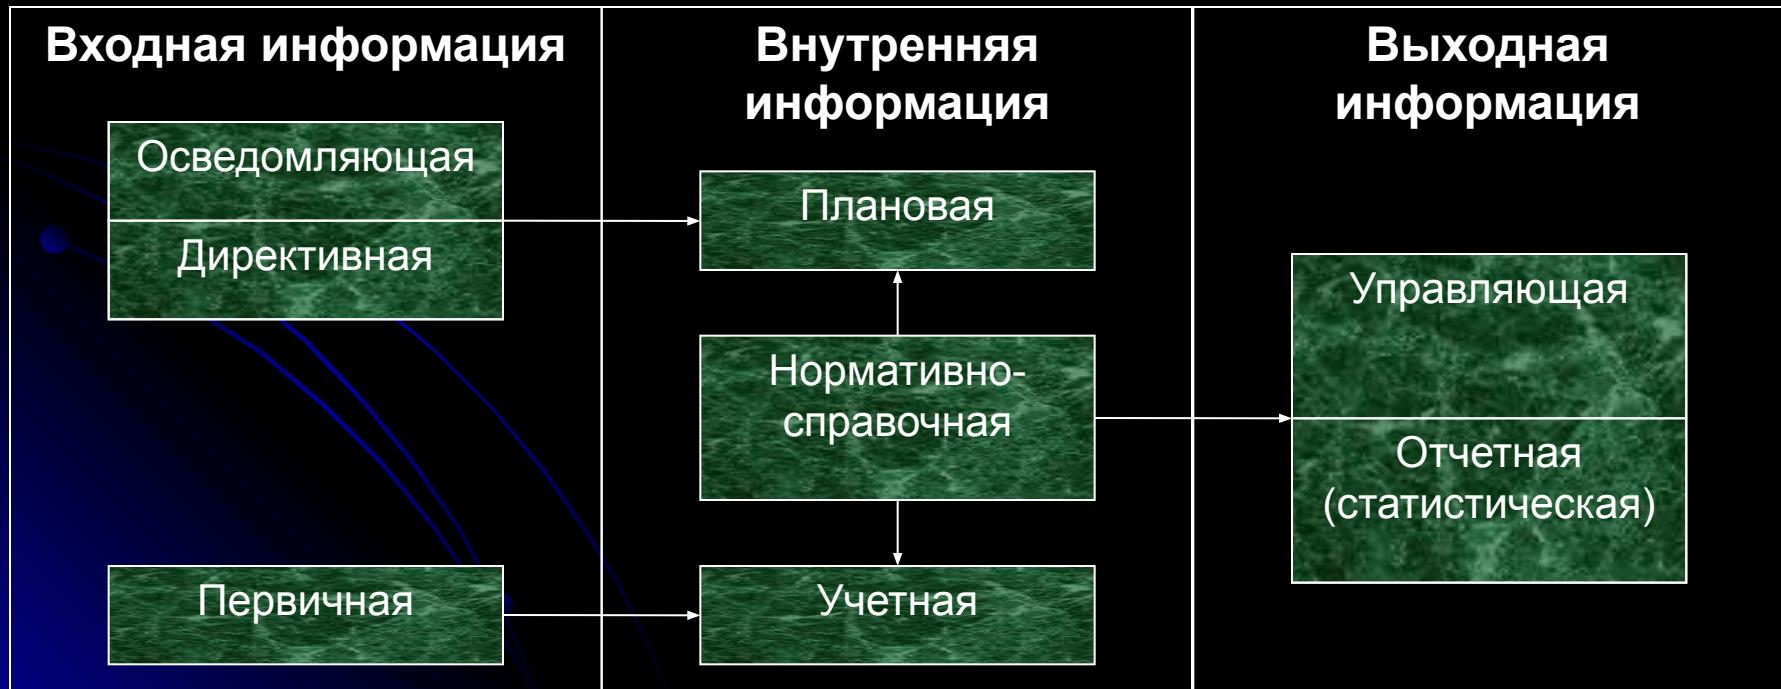 Входная информация
Внутренняя
информация
Выходная
информация
Осведомляющая
Директивная
Первичная
Плановая
Нормативно-
справочная
Учетная
Управляющая
Отчетная
(статистическая)